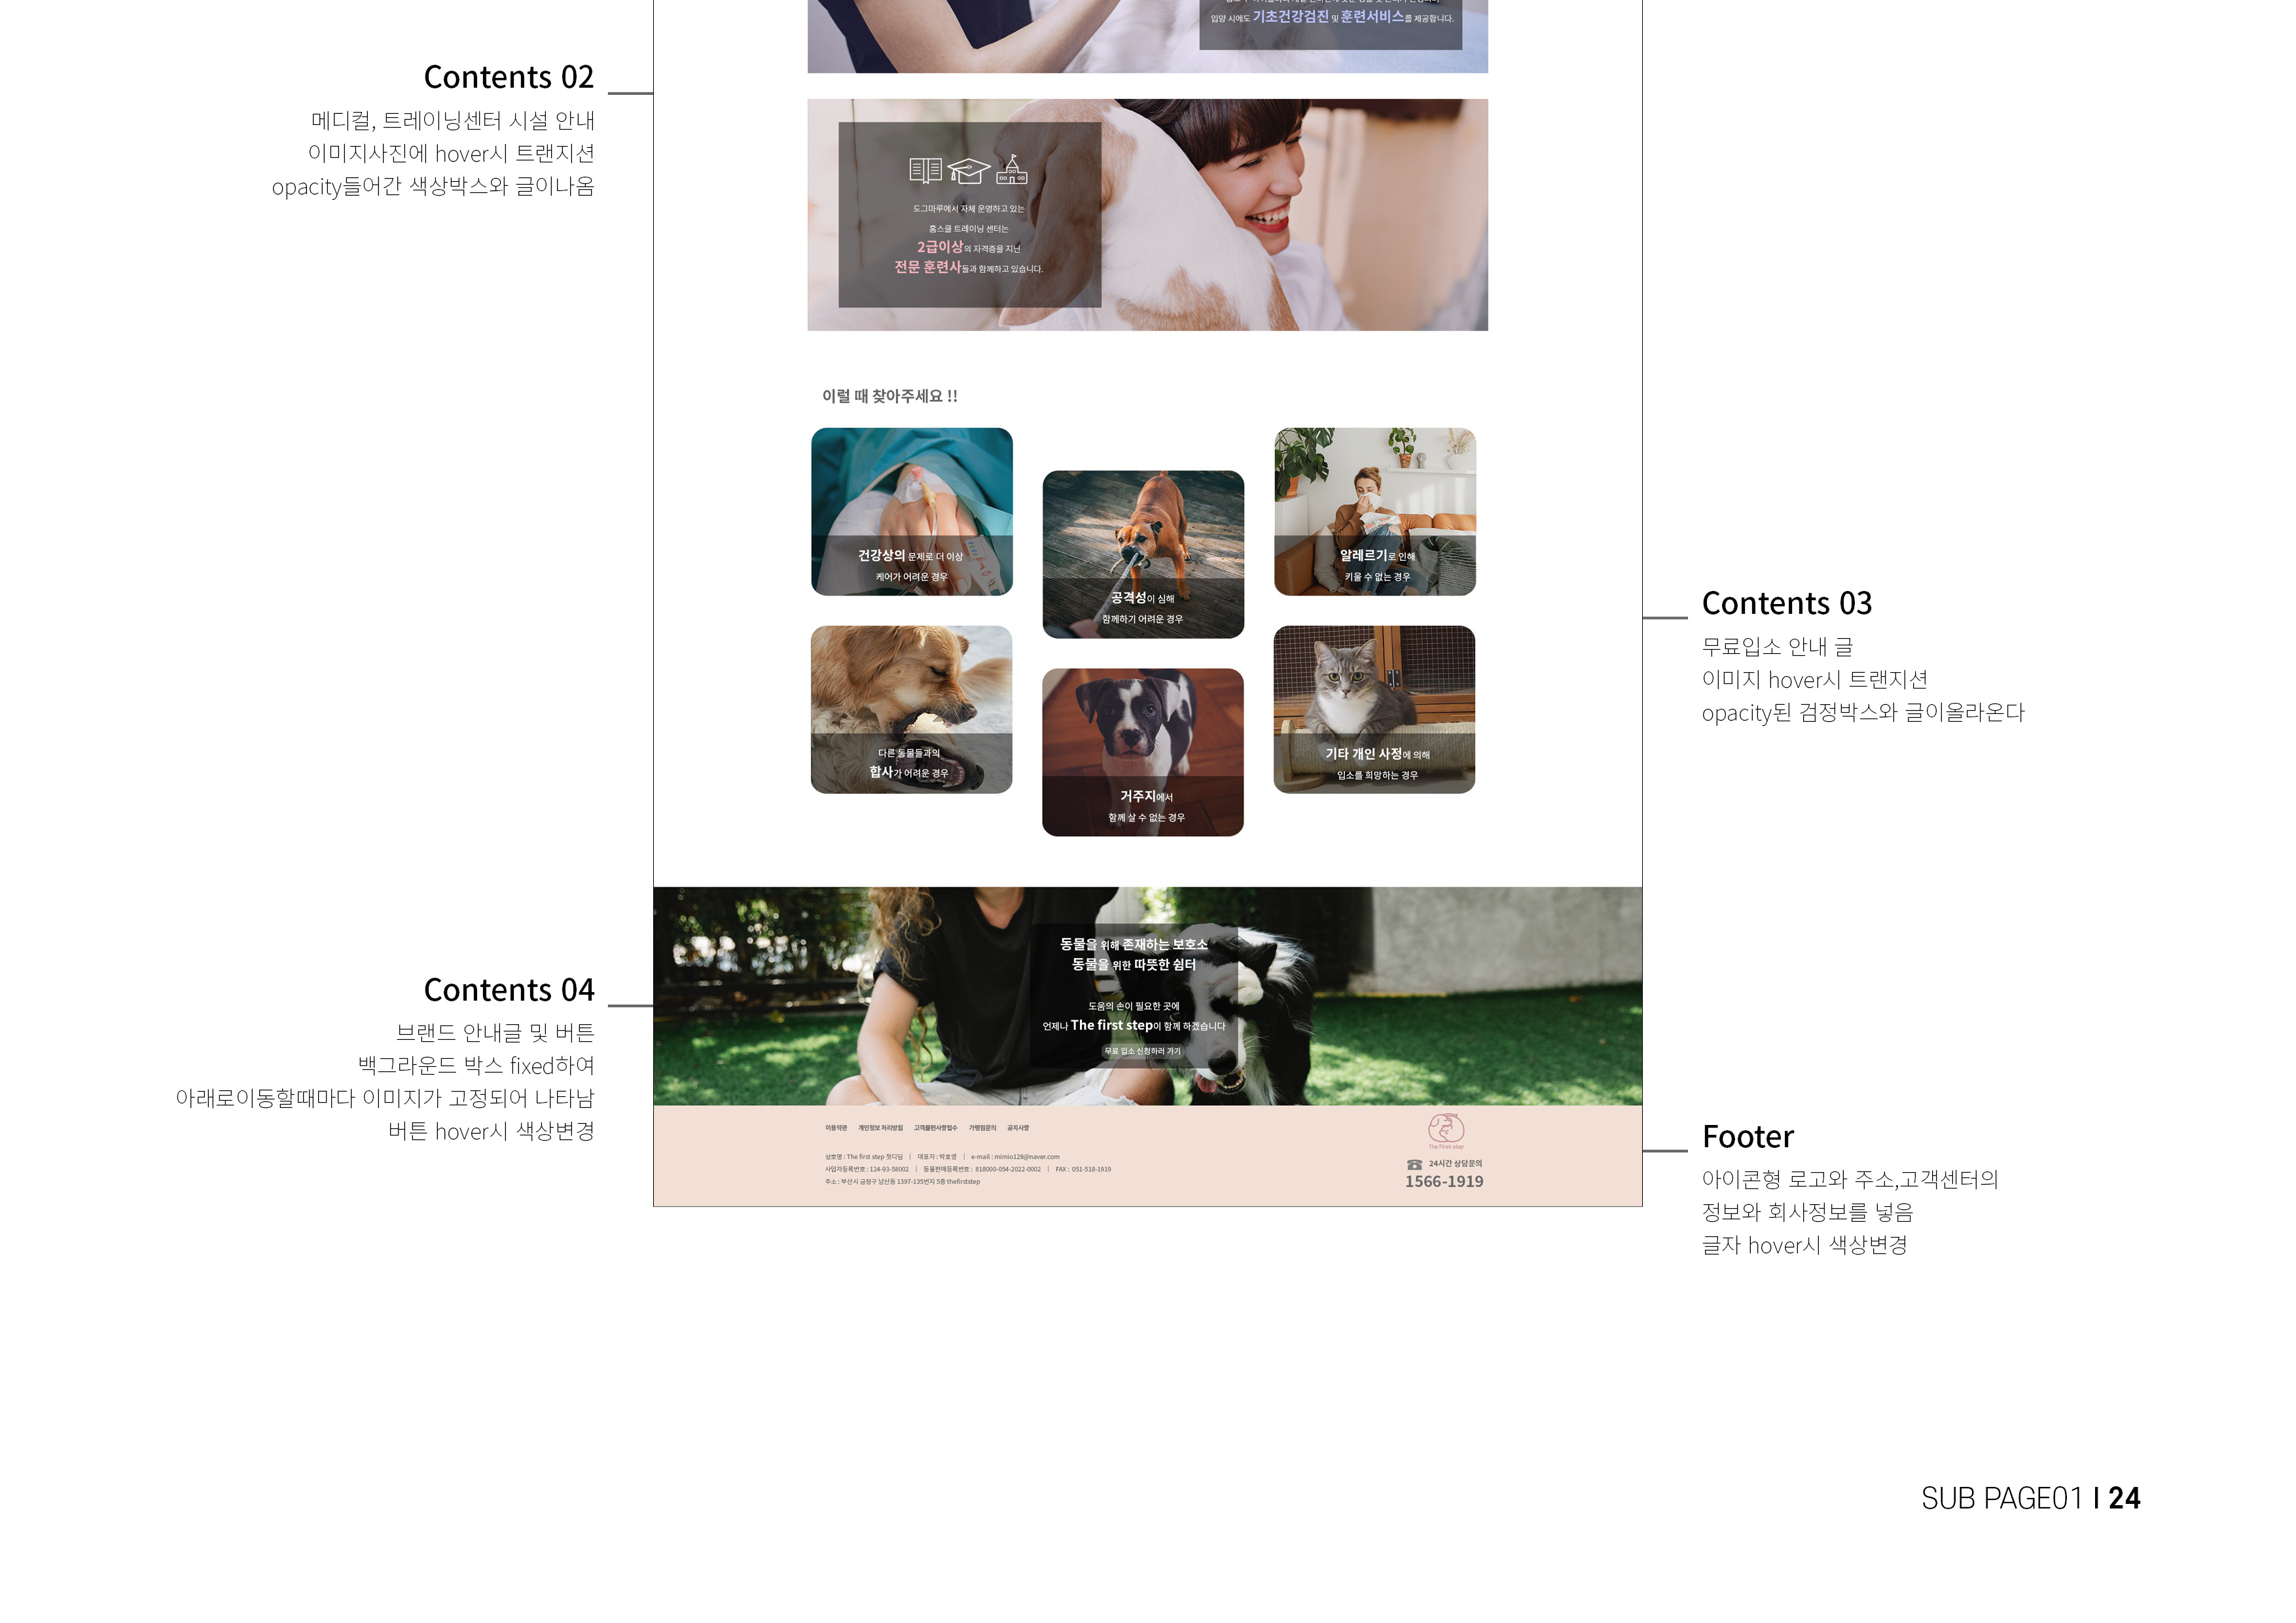 입양 시에도 기초건강검진 및 훈련서비스를 제공합니다.
Contents 02
메디컬, 트레이닝센터 시설 안내
이미지사진에 hover시 트랜지션
opacity들어간 색상박스와 글이나옴
도그마루에서 자체 운영하고 있는
홈스쿨 트레이닝 센터는
2급이상의 자격증을 지닌
전문 훈련사들과 함께하고 있습니다.
이럴 때 찾아주세요 !!
건강상의 문제로 더 이상
케어가 어려운 경우
공격성이 심해
함께하기 어려운 경우
알레르기로 인해
키울 수 없는 경우
다른 동물들과의
합사가 어려운 경우
거주지에서
함께 살 수 없는 경우
기타 개인 사정에 의해
입소를 희망하는 경우
Contents 03
무료입소 안내 글
이미지 hover시 트랜지션
opacity된 검정박스와 글이올라온다
Contents 04
브랜드 안내글 및 버튼
백그라운드 박스 fixed하여
아래로이동할때마다 이미지가 고정되어 나타남
버튼 hover시 색상변경
동물을 위해 존재하는 보호소
동물을 위한 따뜻한 쉼터
도움의 손이 필요한 곳에
언제나 The first step이 함께 하겠습니다
무료 입소 신청하러 가기
이용약관 개인정보 처리방침 고객불편사항접수 가맹점문의 공지사항
상호명 : The first step 첫디딤 | 대표자 : 박효영 | e-mail : mimio128@naver.com
사업자등록번호 : 124-93-58002 | 동물판매등록번호 : 818000-054-2022-0002 | FAX : 051-518-1919
주소 : 부산시 금정구 남산동 1397-135번지 5층 thefirststep
The First step
24시간 상담문의
1566-1919
Footer
아이콘형 로고와 주소,고객센터의
정보와 회사정보를 넣음
글자 hover시 색상변경
SUB PAGE01 I 24